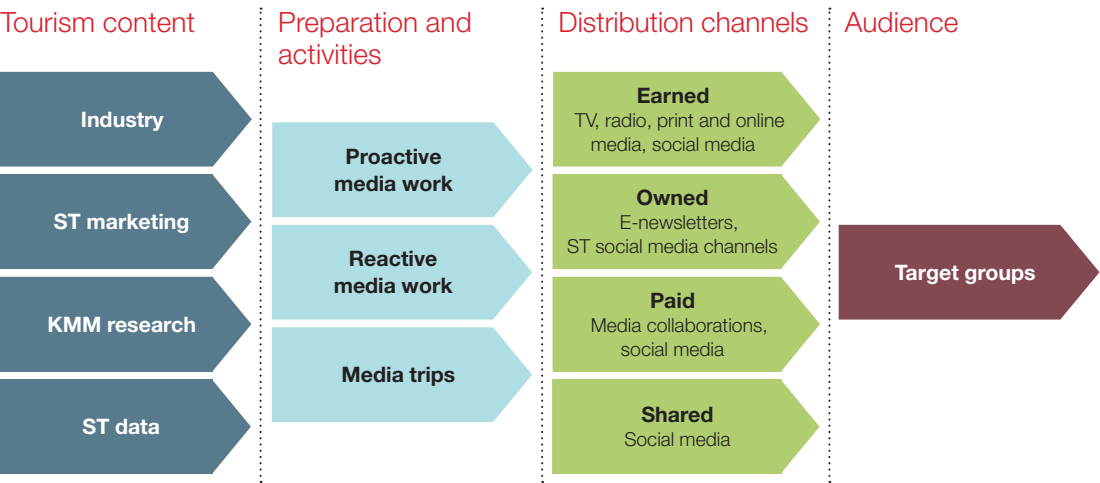 Tourism content
Industry
ST marketing
KMM research
ST data
Preparation and
activities
Proactive
media work
Reactive
media work
Media trips
Distribution channels
Earned
TV, radio, print and online
media, social media
Owned
E-newsletters,
ST social media channels
Paid
Media collaborations,
social media
Shared
Social media
Audience
Target groups